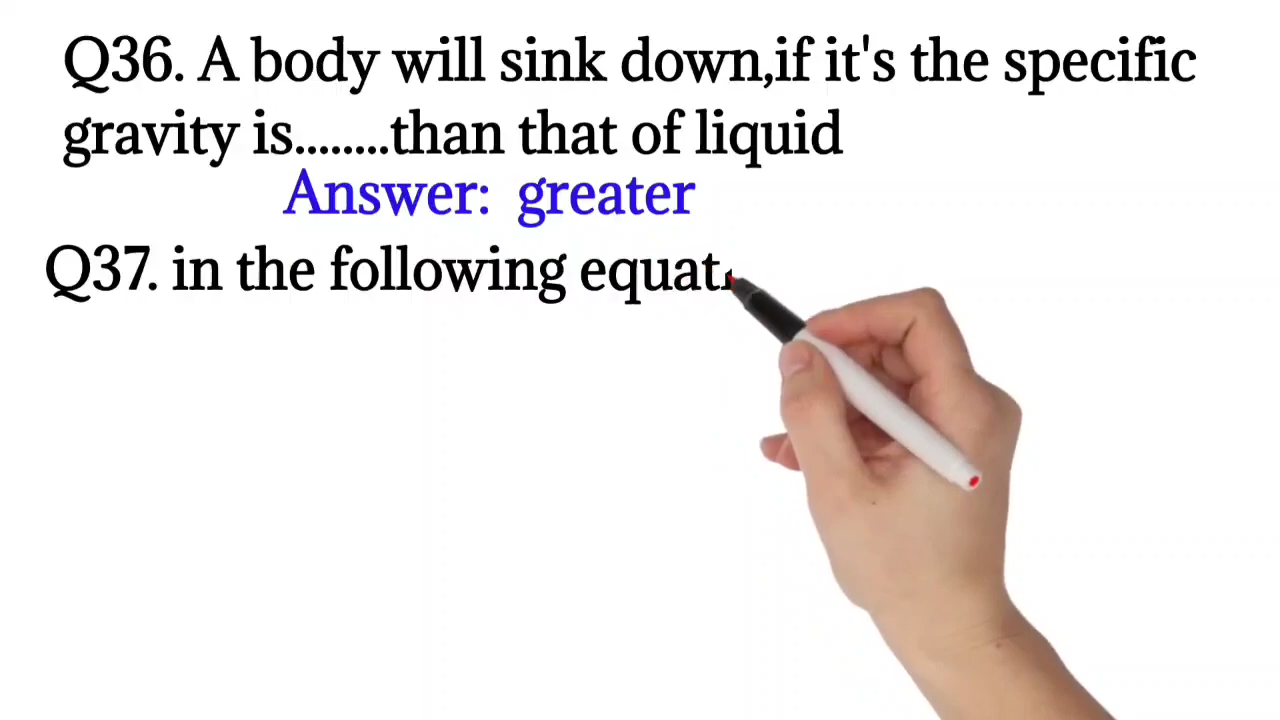 Q36. A body will sink down,if it's the specific
gravity is........than that of liquid
Answer: greater
Q37. in the following